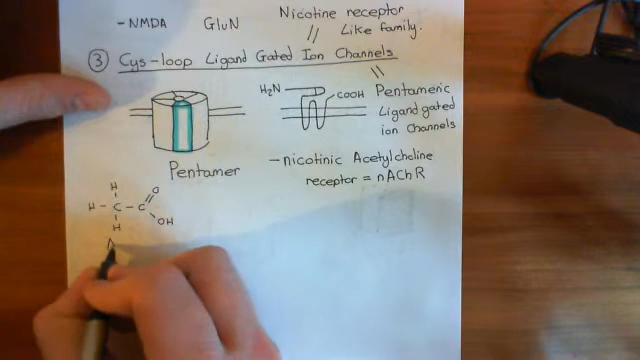 -NMDA GluN Nicotine receptor
// Like family.
③ Cys-loop Ligand Gated Ion Channels
//
H₂N COOH Pentameric
Ligand gated
ion Channels
Pentamer
- nicotinic Acetylcholine
receptor = nAChR
H O
H - C - C
H OH